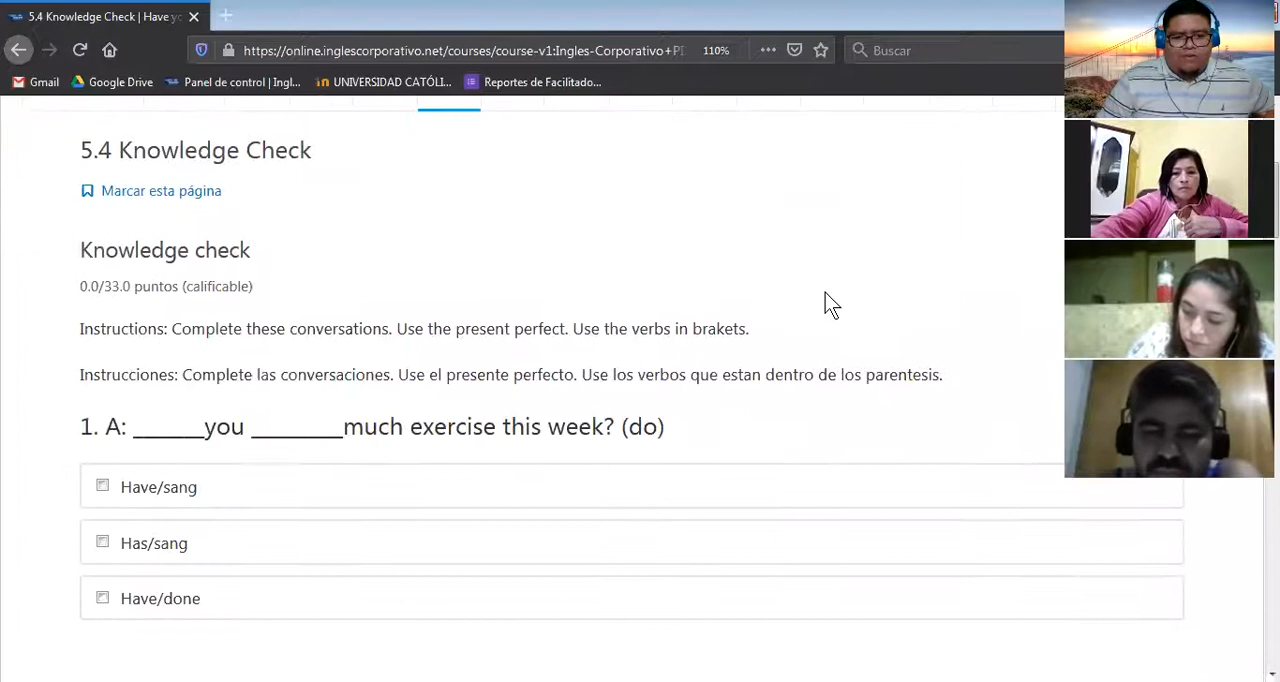 5.4 Knowledge Check | Have yo
https://online.inglescorporativo.net/courses/course-v1:Ingles-Corporativo+PI 110% Buscar
Gmail Google Drive Panel de control | Ingl... UNIVERSIDAD CATÓLI... Reportes de Facilitado...
5.4 Knowledge Check
Marcar esta página
Knowledge check
0.0/33.0 puntos (calificable)
Instructions: Complete these conversations. Use the present perfect. Use the verbs in brakets.
Instrucciones: Complete las conversaciones. Use el presente perfecto. Use los verbos que estan dentro de los parentesis.
1. A: _______you _________much exercise this week? (do)
Have/sang
Has/sang
Have/done